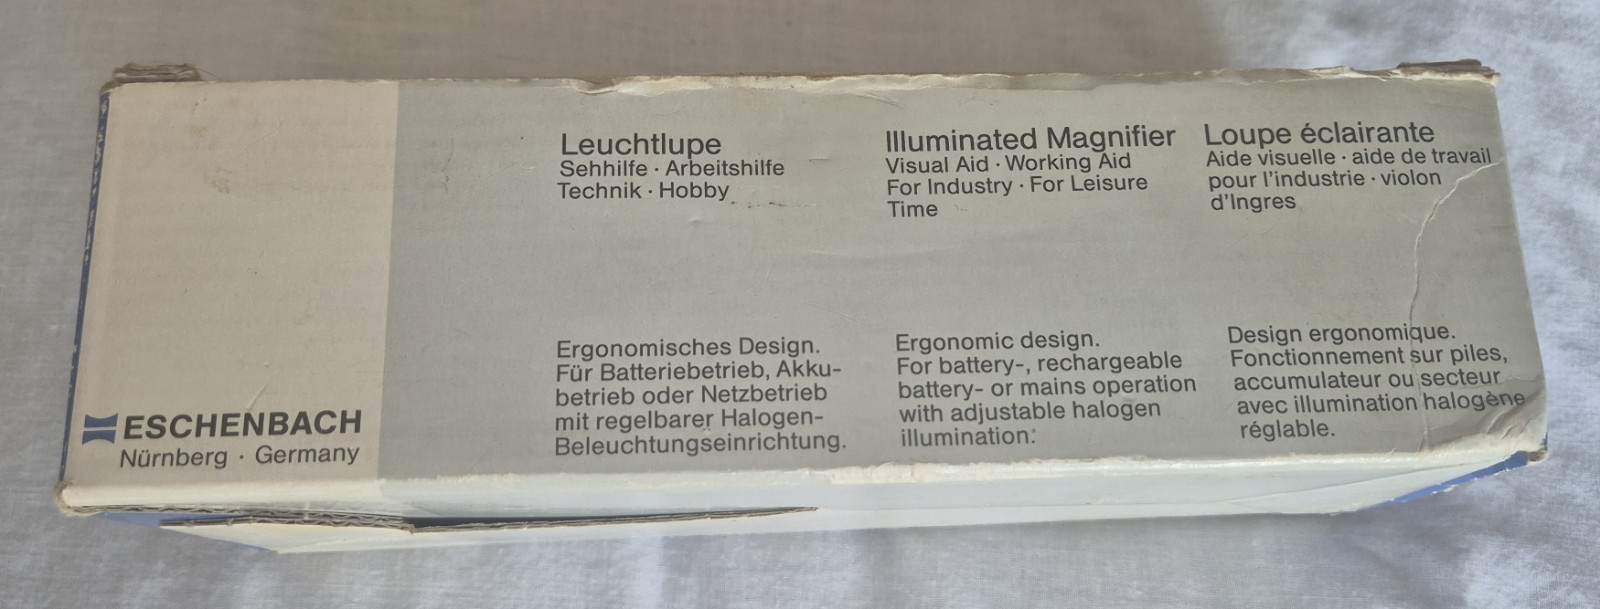 Leuchtlupe
Sehhilfe · Arbeitshilfe
Technik · Hobby
Illuminated Magnifier
Visual Aid · Working Aid
For Industry · For Leisure
Time
Loupe éclairante
Aide visuelle · aide de travail
pour l'industrie · violon
d'Ingres
Ergonomisches Design.
Für Batteriebetrieb, Akku-
betrieb oder Netzbetrieb
mit regelbarer Halogen-
Beleuchtungseinrichtung.
Ergonomic design.
For battery-, rechargeable
battery- or mains operation
with adjustable halogen
illumination.
Design ergonomique.
Fonctionnement sur piles,
accumulateur ou secteur
avec illumination halogène
réglable.
ESCHENBACH
Nürnberg · Germany